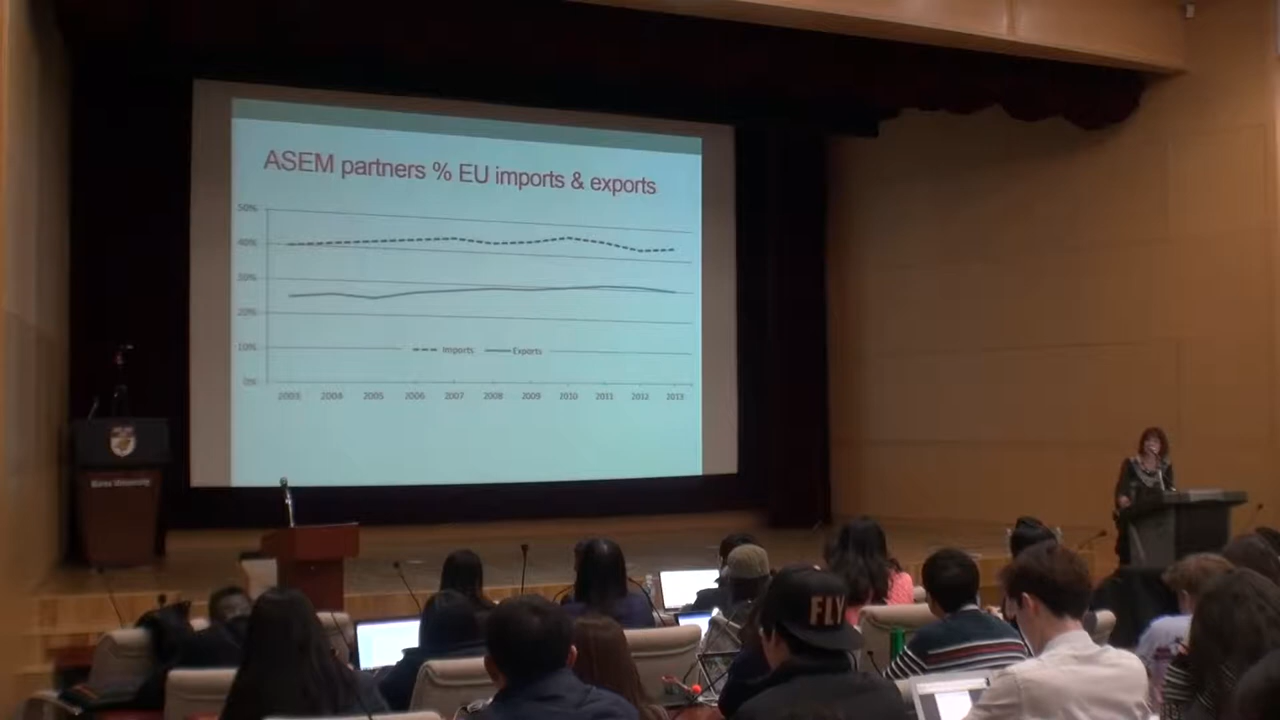 ASEM partners % EU imports & exports
50%
40%
30%
20%
10%
0%
Imports
Exports
2003 2004 2005 2006 2007 2008 2009 2010 2011 2012 2013
Korea University
FLY